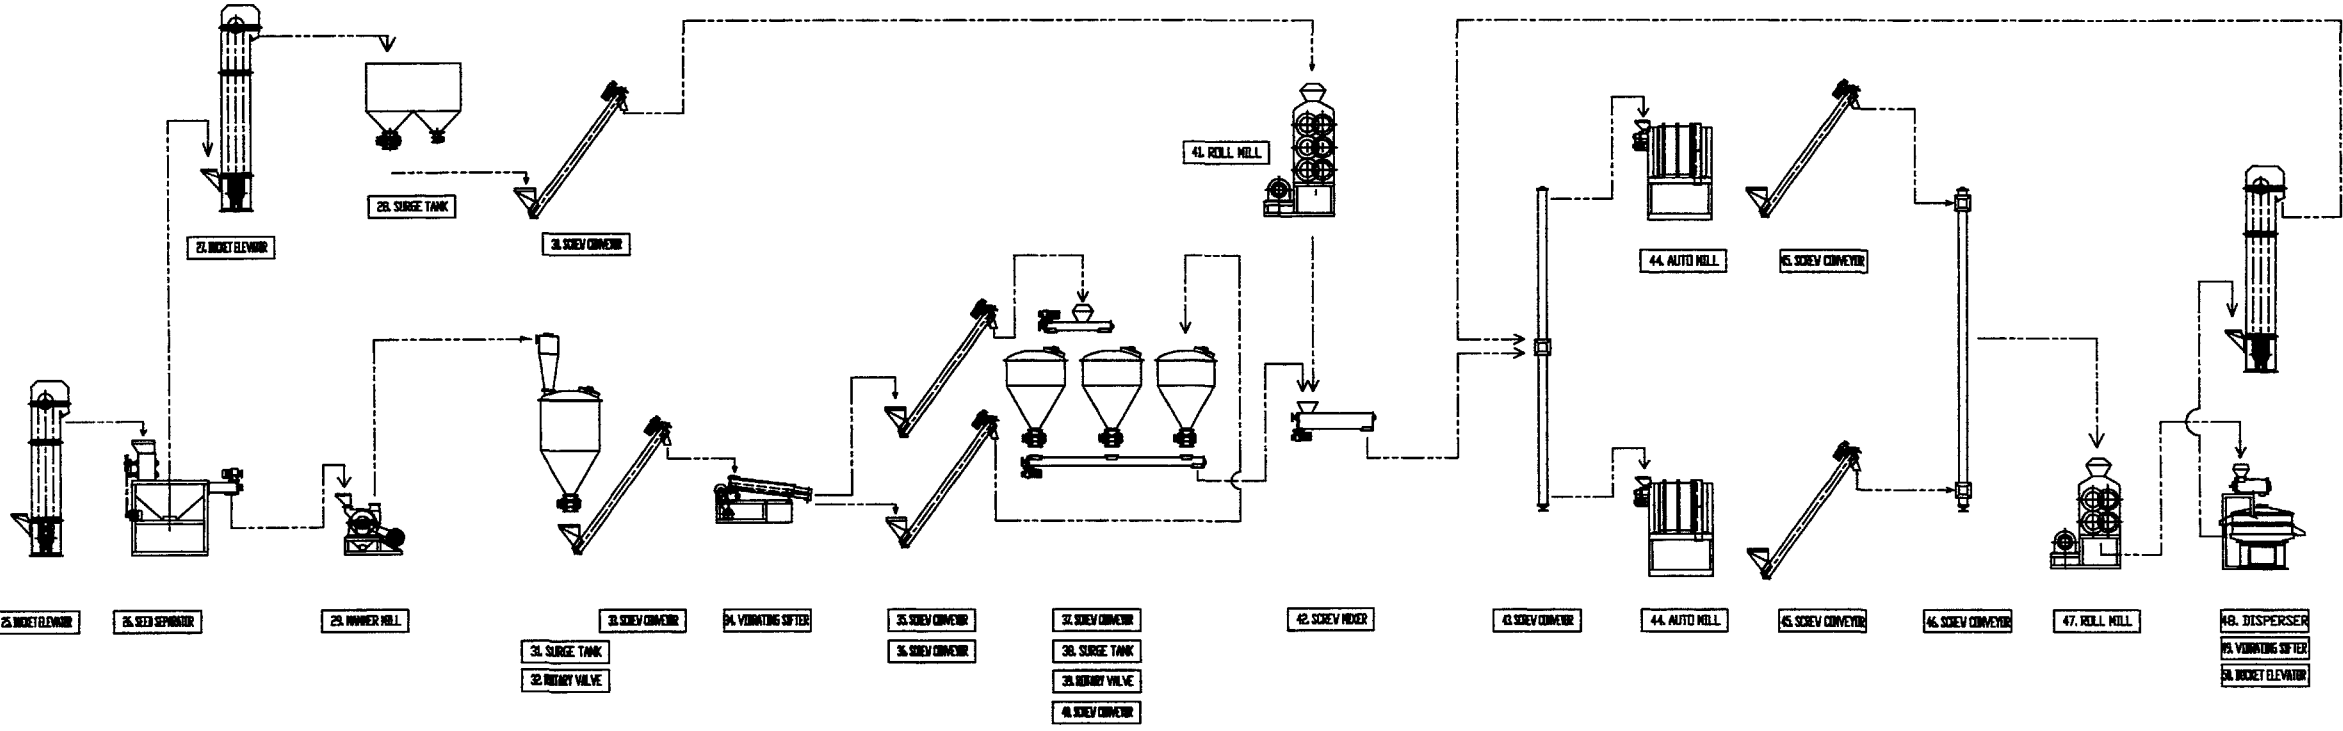 41. ROLL MILL
28. SURGE TANK
27. BUCKET ELEVATOR
30. SCREW CONVEYOR
44. AUTO MILL
45. SCREW CONVEYOR
25. BUCKET ELEVATOR
26. SEED SEPARATOR
29. HAMMER MILL
33. SCREW CONVEYOR
34. VIBRATING SIFTER
35. SCREW CONVEYOR
37. SCREW CONVEYOR
42. SCREW MIXER
43. SCREW CONVEYOR
44. AUTO MILL
45. SCREW CONVEYOR
46. SCREW CONVEYOR
47. ROLL MILL
48. DISPERSER
31. SURGE TANK
36. SCREW CONVEYOR
38. SURGE TANK
49. VIBRATING SIFTER
32. ROTARY VALVE
39. ROTARY VALVE
50. BUCKET ELEVATOR
40. SCREW CONVEYOR